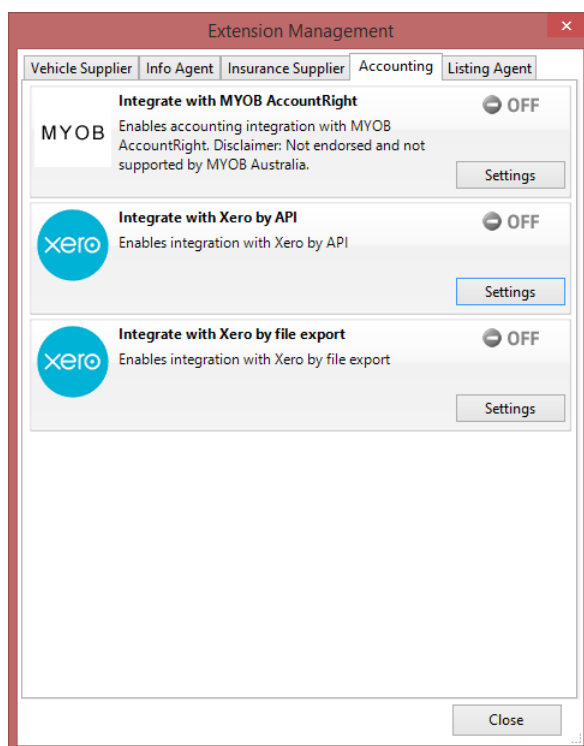 Extension Management
Vehicle Supplier Info Agent Insurance Supplier Accounting Listing Agent
Integrate with MYOB AccountRight
OFF
MYOB
Enables accounting integration with MYOB
AccountRight. Disclaimer: Not endorsed and not
supported by MYOB Australia.
Settings
Integrate with Xero by API
OFF
xero
Enables integration with Xero by API
Settings
Integrate with Xero by file export
OFF
xero
Enables integration with Xero by file export
Settings
Close